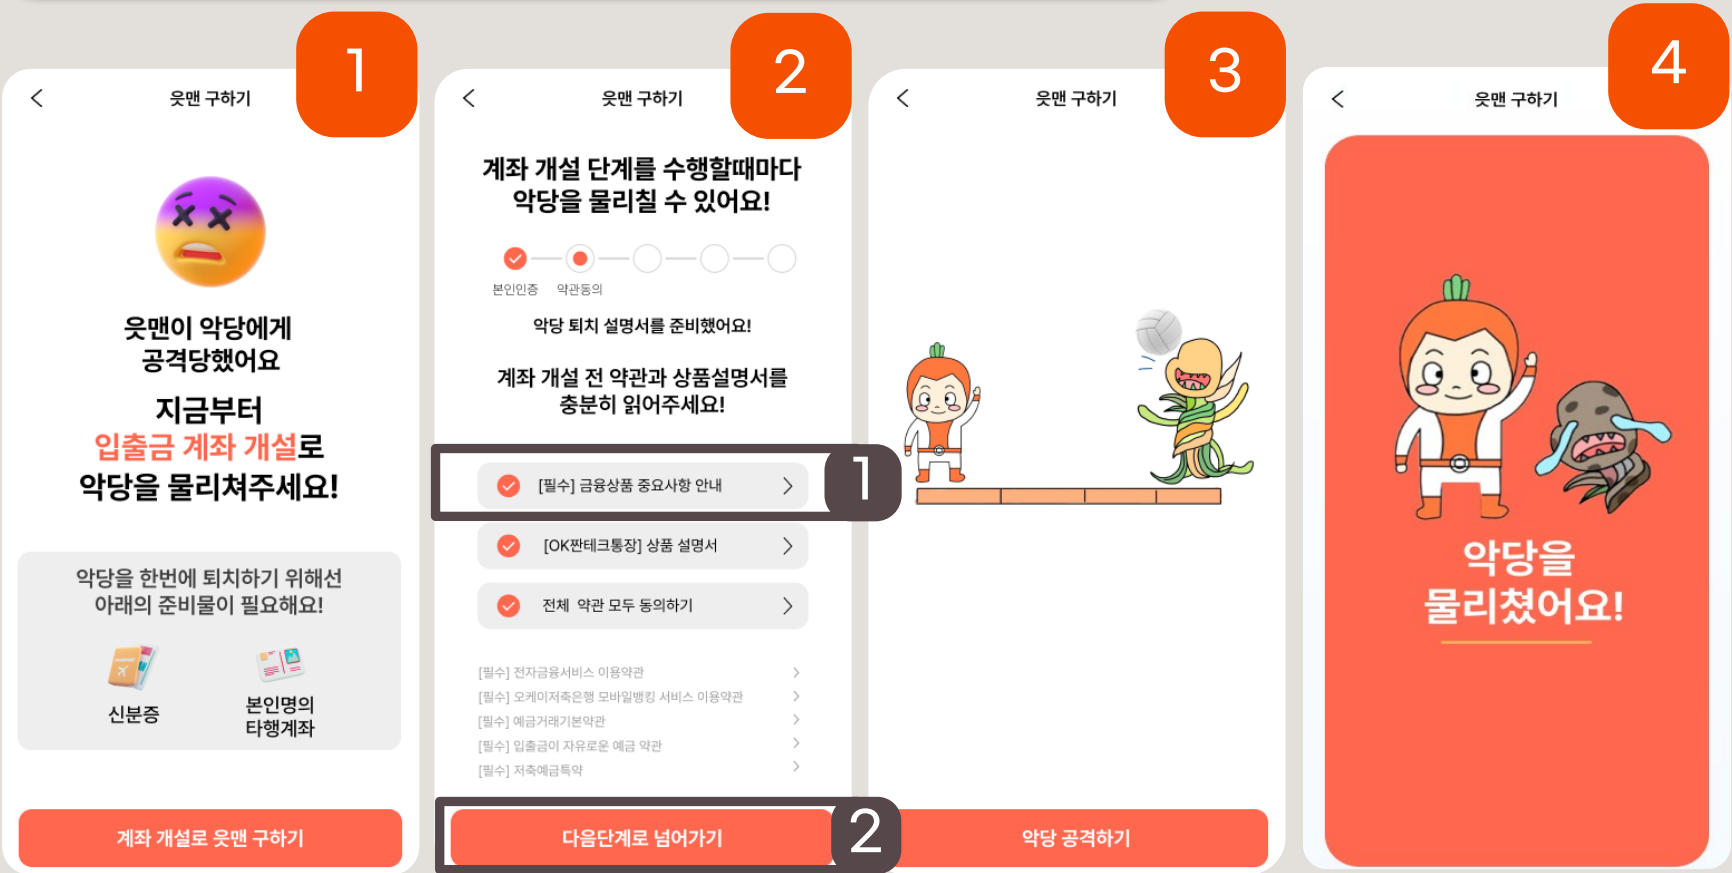 1
웃맨 구하기
웃맨이 악당에게
공격당했어요
지금부터
입출금 계좌 개설로
악당을 물리쳐주세요!
악당을 한번에 퇴치하기 위해선
아래의 준비물이 필요해요!
신분증
본인명의
타행계좌
계좌 개설로 웃맨 구하기
2
웃맨 구하기
계좌 개설 단계를 수행할때마다
악당을 물리칠 수 있어요!
본인인증 약관동의
악당 퇴치 설명서를 준비했어요!
계좌 개설 전 약관과 상품설명서를
충분히 읽어주세요!
[필수] 금융상품 중요사항 안내
1
[OK짠테크통장] 상품 설명서
전체 약관 모두 동의하기
[필수] 전자금융서비스 이용약관
[필수] 오케이저축은행 모바일뱅킹 서비스 이용약관
[필수] 예금거래기본약관
[필수] 입출금이 자유로운 예금 약관
[필수] 저축예금특약
다음단계로 넘어가기
2
3
웃맨 구하기
악당 공격하기
4
웃맨 구하기
악당을
물리쳤어요!